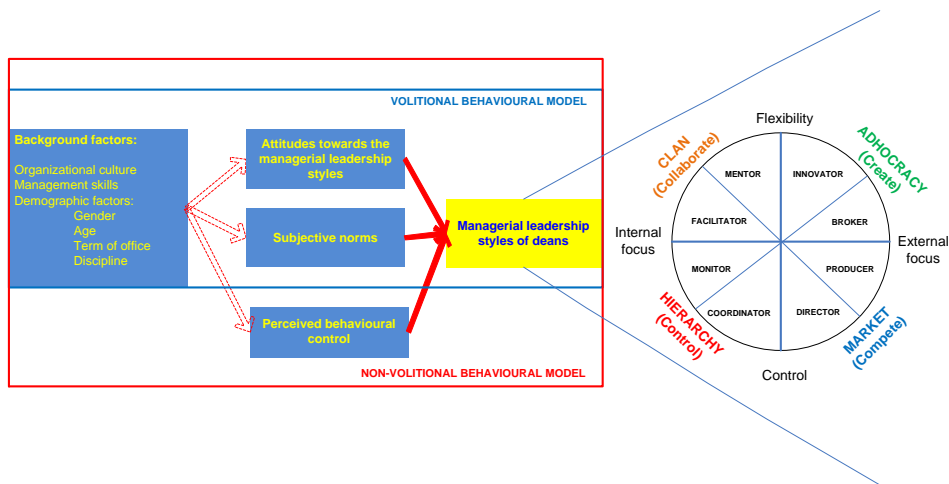 VOLITIONAL BEHAVIOURAL MODEL
Background factors:
Organizational culture
Management skills
Demographic factors:
Gender
Age
Term of office
Discipline
Attitudes towards the
managerial leadership
styles
Subjective norms
Perceived behavioural
control
Managerial leadership
styles of deans
NON-VOLITIONAL BEHAVIOURAL MODEL
Flexibility
CLAN
(Collaborate)
ADHOCRACY
(Create)
MENTOR
INNOVATOR
FACILITATOR
BROKER
Internal
focus
External
focus
MONITOR
PRODUCER
COORDINATOR
DIRECTOR
HIERARCHY
(Control)
MARKET
(Compete)
Control